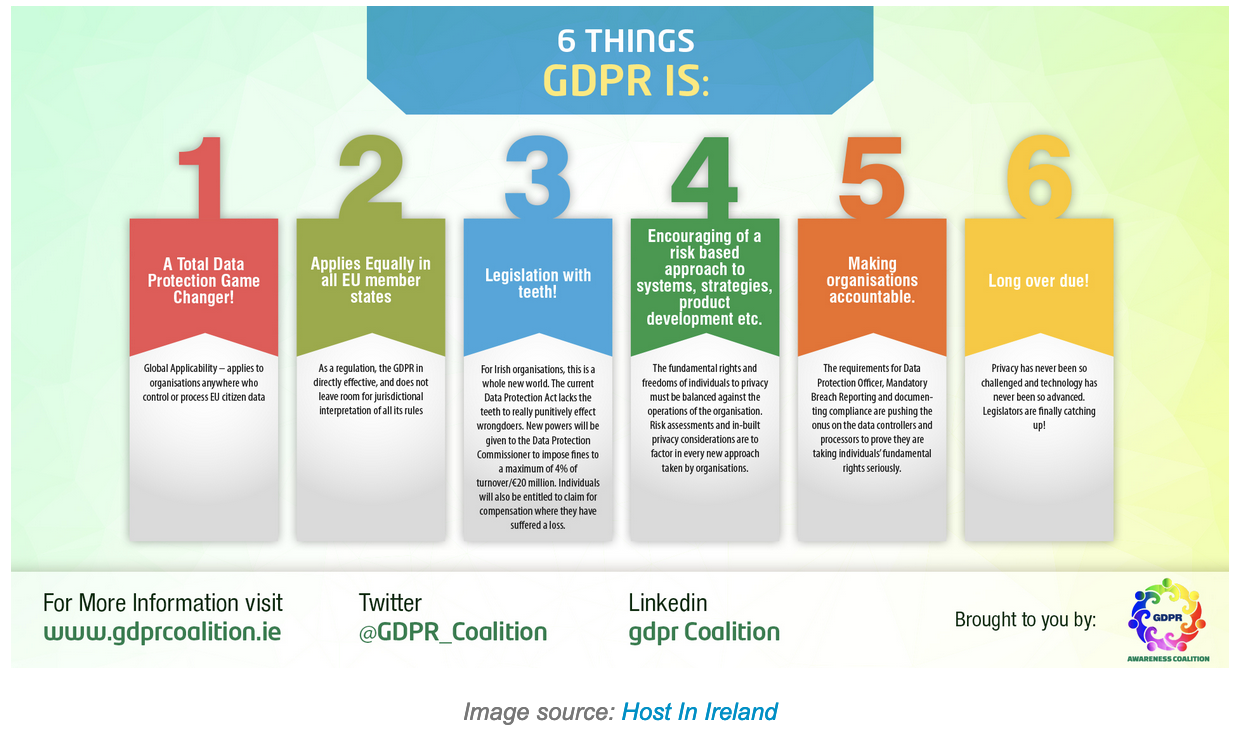 6 THINGS
GDPR IS:
1
A Total Data
Protection Game
Changer!
Global Applicability – applies to
organisations anywhere who
control or process EU citizen data
2
Applies Equally in
all EU member
states
As a regulation, the GDPR in
directly effective, and does not
leave room for jurisdictional
interpretation of all its rules
3
Legislation with
teeth!
For Irish organisations, this is a
whole new world. The current
Data Protection Act lacks the
teeth to really punitively effect
wrongdoers. New powers will be
given to the Data Protection
Commissioner to impose fines to
a maximum of 4% of
turnover/€20 million. Individuals
will also be entitled to claim for
compensation where they have
suffered a loss.
4
Encouraging of a
risk based
approach to
systems, strategies,
product
development etc.
The fundamental rights and
freedoms of individuals to privacy
must be balanced against the
operations of the organisation.
Risk assessments and in-built
privacy considerations are to
factor in every new approach
taken by organisations.
5
Making
organisations
accountable.
The requirements for Data
Protection Officer, Mandatory
Breach Reporting and documen-
ting compliance are pushing the
onus on the data controllers and
processors to prove they are
taking individuals' fundamental
rights seriously.
6
Long over due!
Privacy has never been so
challenged and technology has
never been so advanced.
Legislators are finally catching
up!
For More Information visit
www.gdprcoalition.ie
Twitter
@GDPR_Coalition
Linkedin
gdpr Coalition
Brought to you by:
GDPR
AWARENESS COALITION
Image source: Host In Ireland